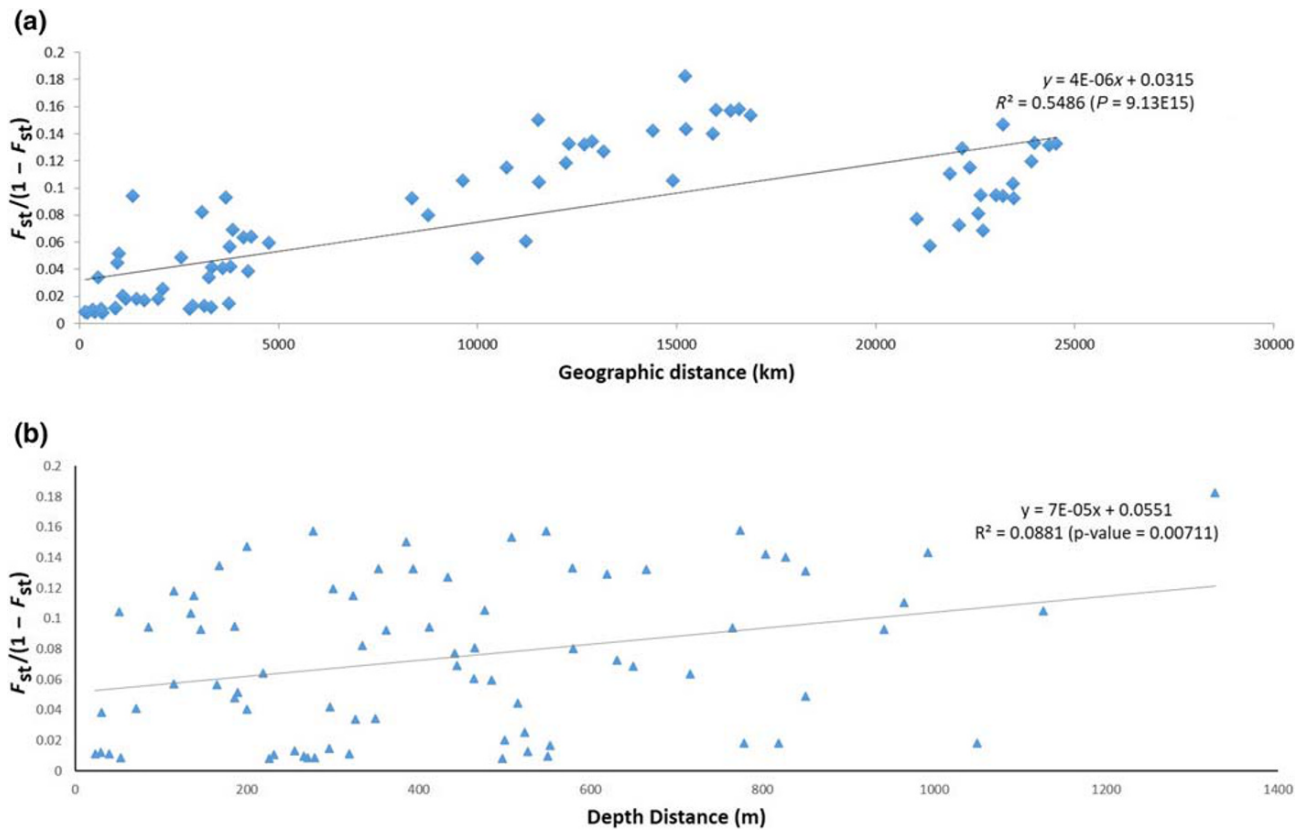 (a)
0.2
0.18
0.16
0.14
0.12
0.1
0.08
0.06
0.04
0.02
0
Fst/(1 − Fst)
y = 4E-06x + 0.0315
R² = 0.5486 (P = 9.13E15)
0 5000 10000 15000 20000 25000 30000
Geographic distance (km)
(b)
0.2
0.18
0.16
0.14
0.12
0.1
0.08
0.06
0.04
0.02
0
Fst/(1 − Fst)
y = 7E-05x + 0.0551
R² = 0.0881 (p-value = 0.00711)
0 200 400 600 800 1000 1200 1400
Depth Distance (m)